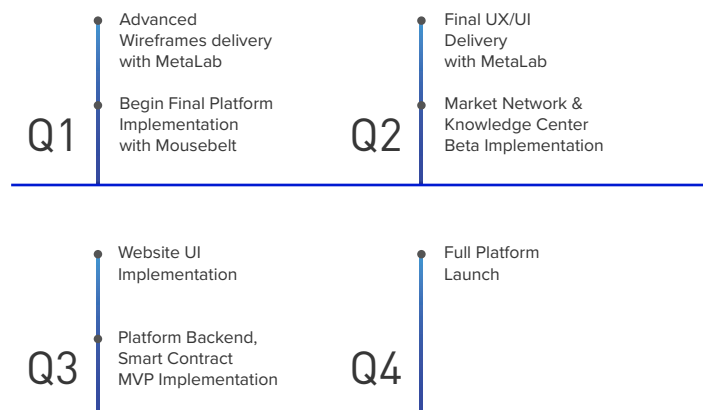 Q1
Advanced
Wireframes delivery
with MetaLab
Begin Final Platform
Implementation
with Mousebelt
Q2
Final UX/UI
Delivery
with MetaLab
Market Network &
Knowledge Center
Beta Implementation
Q3
Website UI
Implementation
Platform Backend,
Smart Contract
MVP Implementation
Q4
Full Platform
Launch